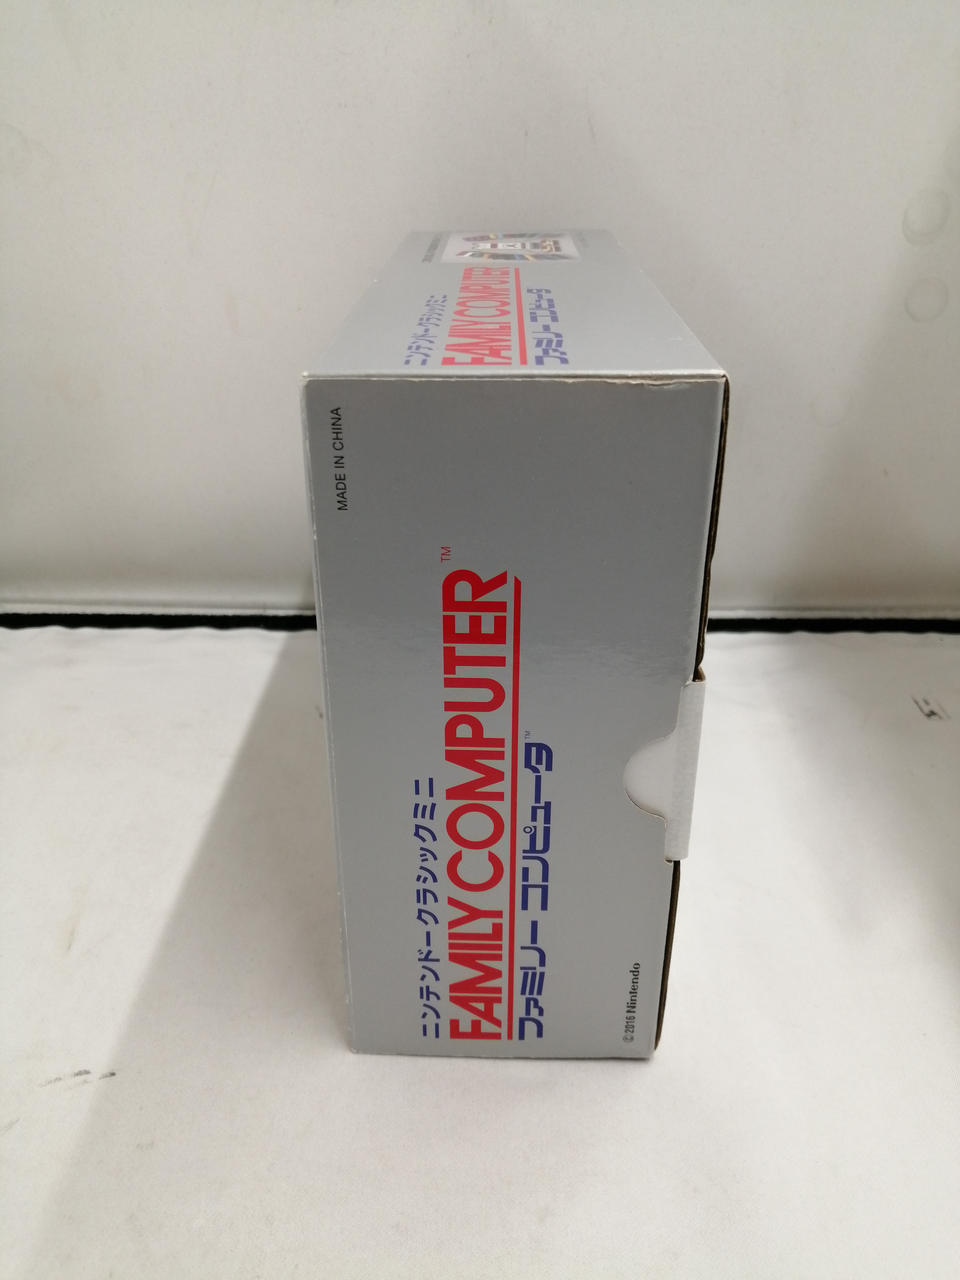 ニンテンドークラシックミニ
FAMILY COMPUTER
ファミリー コンピュータ
MADE IN CHINA
ニンテンドークラシックミニ
FAMILY COMPUTER™
ファミリー コンピュータ™
©2016 Nintendo